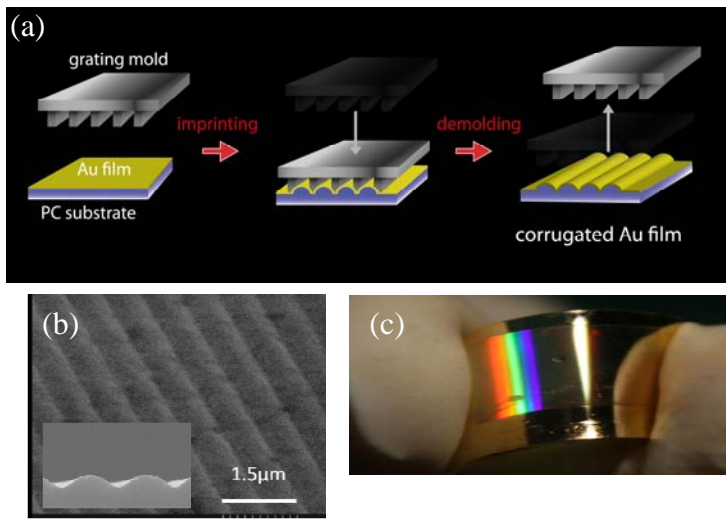 (a)
grating mold
imprinting
demolding
Au film
PC substrate
corrugated Au film
(b)
1.5μm
(c)